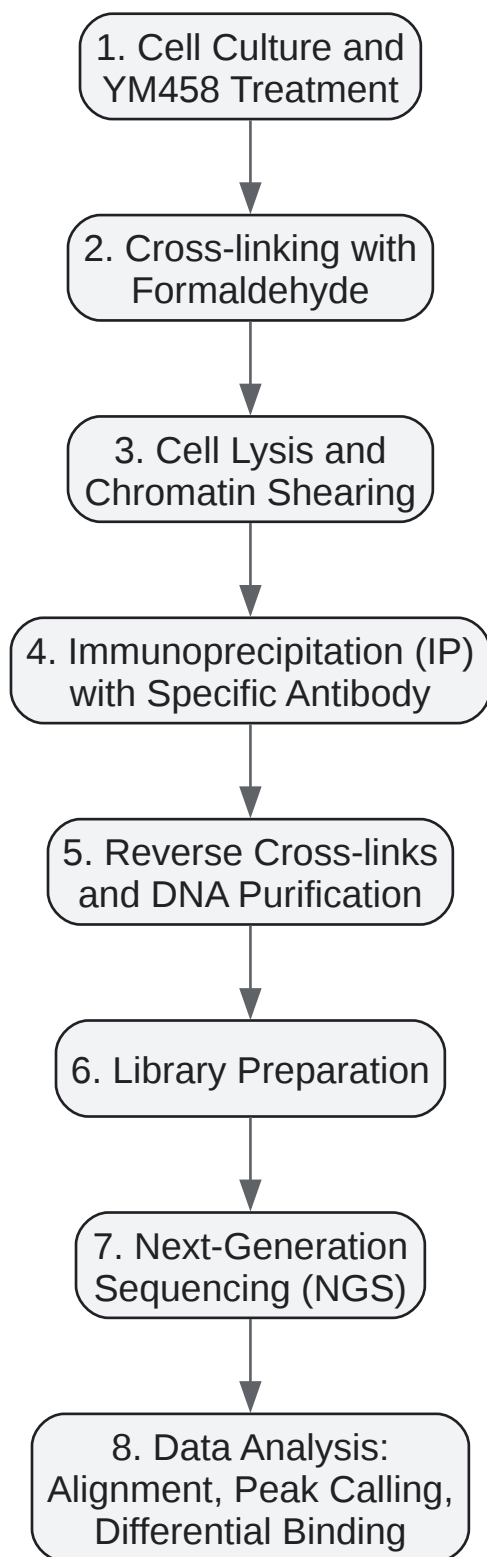 1. Cell Culture and
YM458 Treatment
2. Cross-linking with
Formaldehyde
3. Cell Lysis and
Chromatin Shearing
4. Immunoprecipitation (IP)
with Specific Antibody
5. Reverse Cross-links
and DNA Purification
6. Library Preparation
7. Next-Generation
Sequencing (NGS)
8. Data Analysis:
Alignment, Peak Calling,
Differential Binding